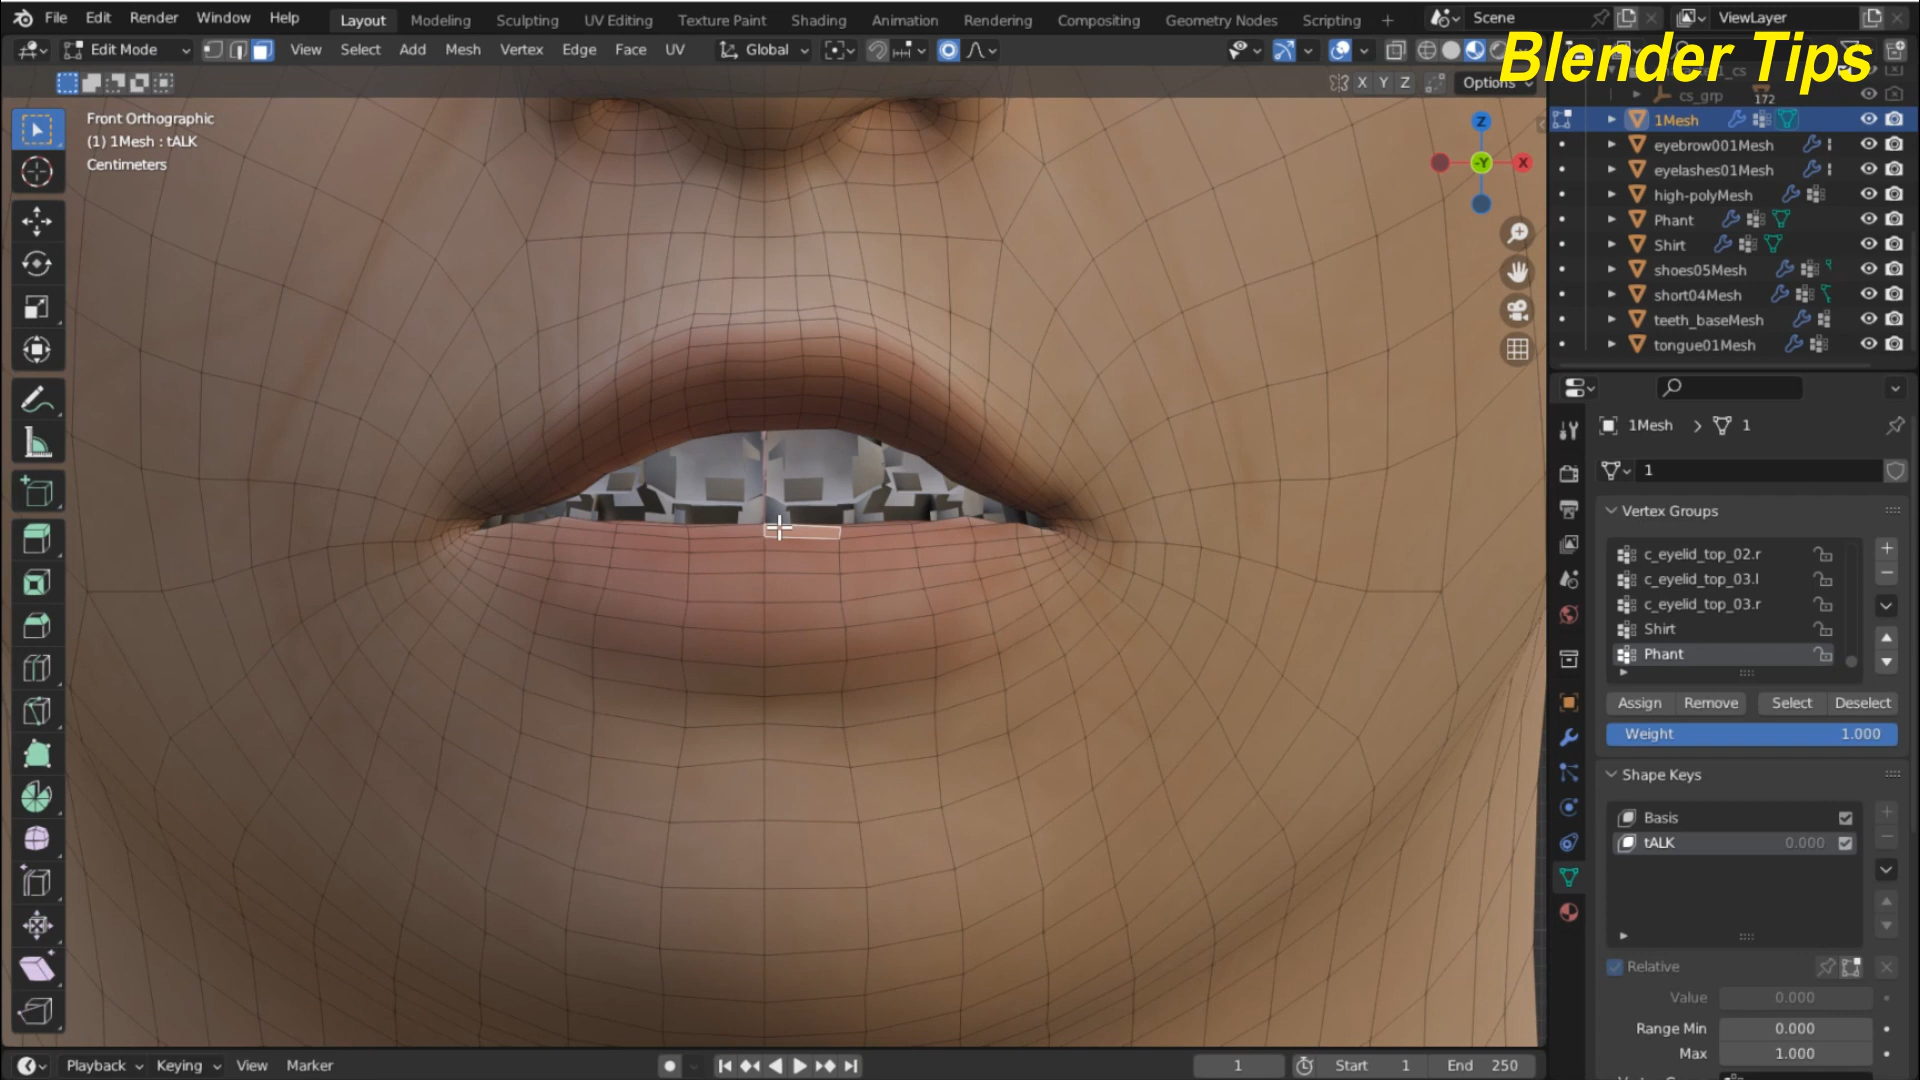 File Edit Render Window Help Layout Modeling Sculpting UV Editing Texture Paint Shading Animation Rendering Compositing Geometry Nodes Scripting + Scene ViewLayer
Edit Mode View Select Add Mesh Vertex Edge Face UV Global
Blender Tips
X Y Z Options
cs_grp
172
Front Orthographic
(1) 1Mesh : tALK
Centimeters
Z
-Y
X
1Mesh
eyebrow001Mesh
eyelashes01Mesh
high-polyMesh
Phant
Shirt
shoes05Mesh
short04Mesh
teeth_baseMesh
tongue01Mesh
1Mesh > 1
1
Vertex Groups
c_eyelid_top_02.r
c_eyelid_top_03.l
c_eyelid_top_03.r
Shirt
Phant
Assign Remove Select Deselect
Weight 1.000
Shape Keys
Basis
tALK 0.000
Relative
Value 0.000
Range Min 0.000
Max 1.000
Playback Keying View Marker 1 Start 1 End 250